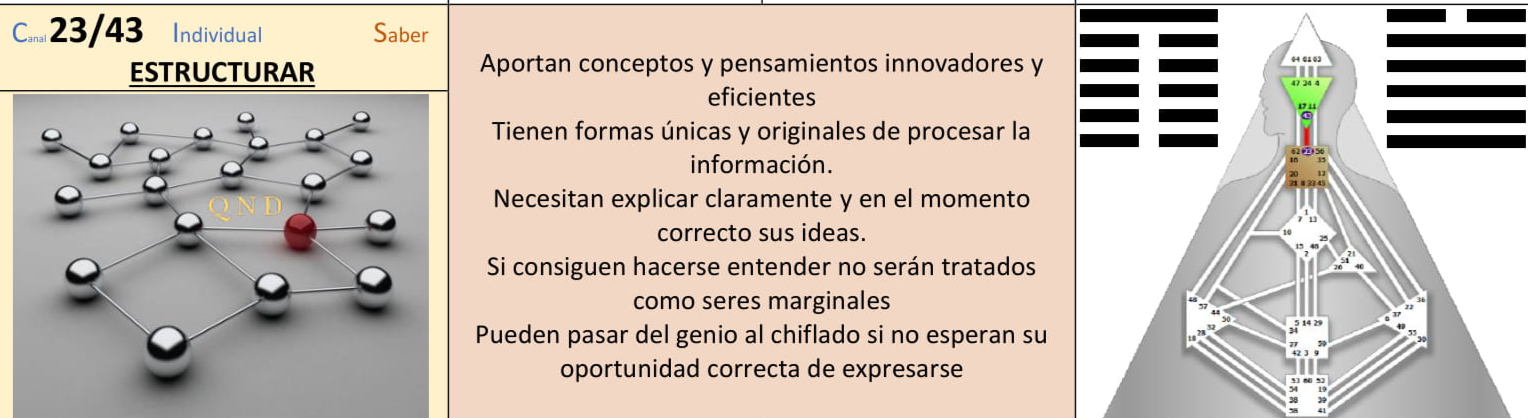 Canal 23/43 Individual Saber
ESTRUCTURAR
QND
Aportan conceptos y pensamientos innovadores y
eficientes
Tienen formas únicas y originales de procesar la
información.
Necesitan explicar claramente y en el momento
correcto sus ideas.
Si consiguen hacerse entender no serán tratados
como seres marginales
Pueden pasar del genio al chiflado si no esperan su
oportunidad correcta de expresarse
64 61 63
47 24 4
17 11
43
62 23 56
16 35
20 12
31 8 33 45
1
7 13
10 25
15 46
2
21
51
26 40
48
57
44
50
32
28
18
36
22
37
6
49
55
30
5 14 29
34
27 59
42 3 9
53 60 52
54 19
38 39
58 41